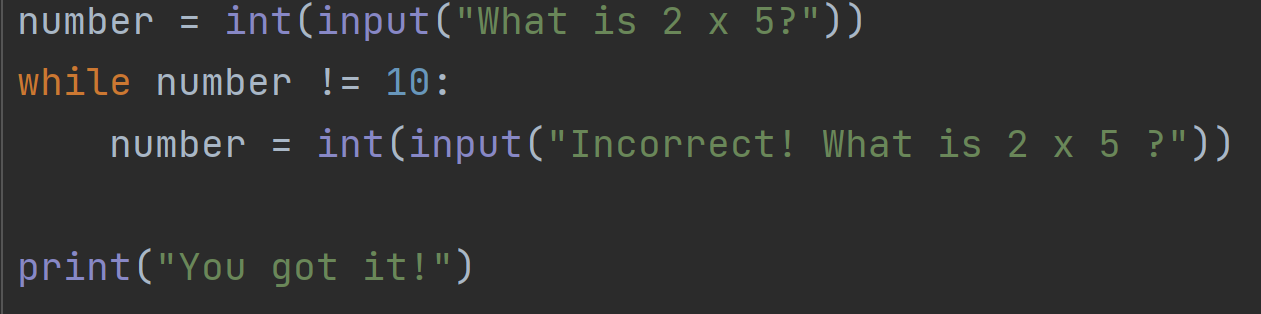 number = int(input("What is 2 x 5?"))
while number != 10:
    number = int(input("Incorrect! What is 2 x 5 ?"))
print("You got it!")